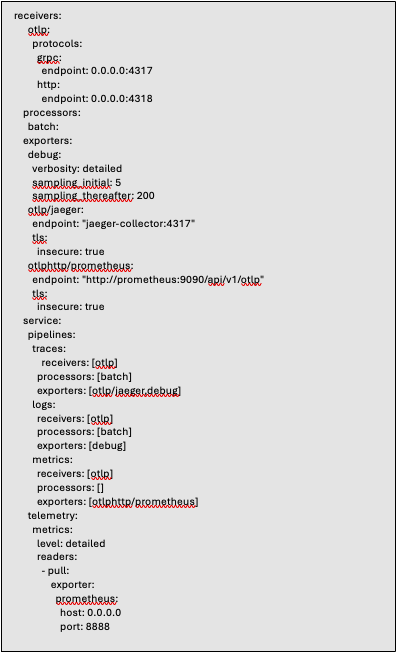 receivers:
otlp:
protocols:
grpc:
endpoint: 0.0.0.0:4317
http:
endpoint: 0.0.0.0:4318
processors:
batch:
exporters:
debug:
verbosity: detailed
sampling_initial: 5
sampling_thereafter: 200
otlp/jaeger:
endpoint: "jaeger-collector:4317"
tls:
insecure: true
otlphttp/prometheus:
endpoint: "http://prometheus:9090/api/v1/otlp"
tls:
insecure: true
service:
pipelines:
traces:
receivers: [otlp]
processors: [batch]
exporters: [otlp/jaeger,debug]
logs:
receivers: [otlp]
processors: [batch]
exporters: [debug]
metrics:
receivers: [otlp]
processors: []
exporters: [otlphttp/prometheus]
telemetry:
metrics:
level: detailed
readers:
- pull:
exporter:
prometheus:
host: 0.0.0.0
port: 8888